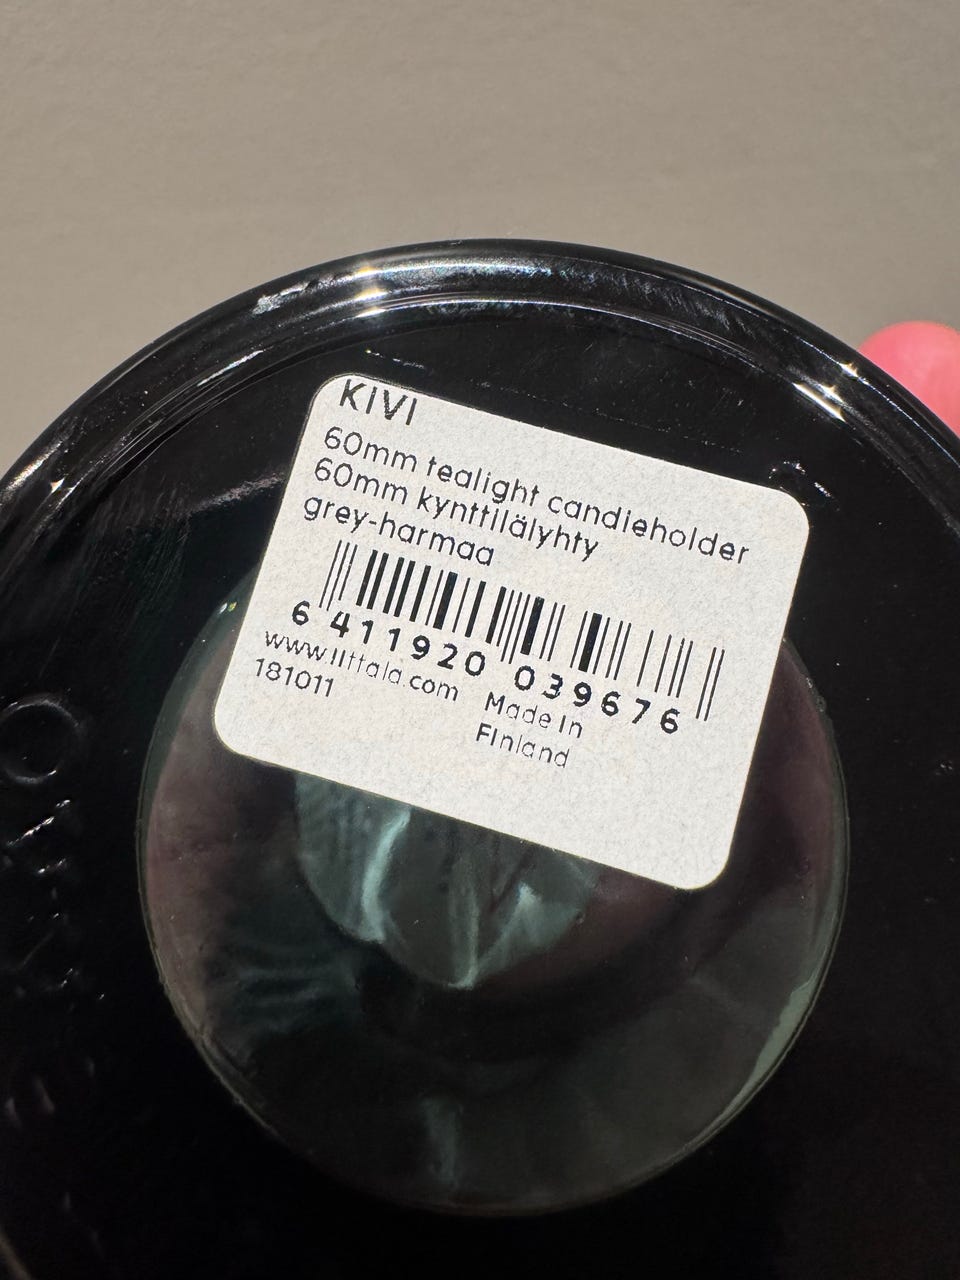 KIVI
60mm tealight candleholder
60mm kynttilälyhty
grey-harmaa
6 411920 039676
www.iittala.com
181011
Made in
Finland